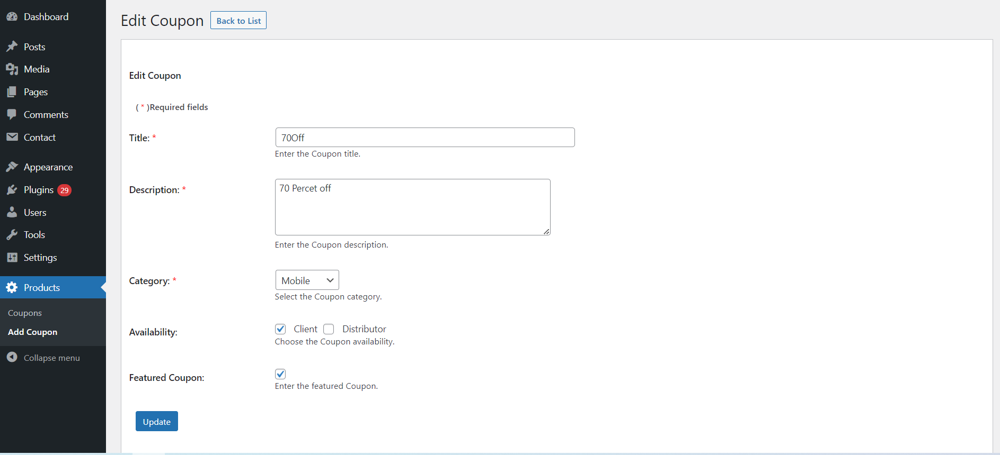 Dashboard
Posts
Media
Pages
Comments
Contact
Appearance
Plugins 29
Users
Tools
Settings
Products
Coupons
Add Coupon
Collapse menu
Edit Coupon Back to List
Edit Coupon
( * )Required fields
Title: * 70Off
Enter the Coupon title.
Description: * 70 Percet off
Enter the Coupon description.
Category: * Mobile
Select the Coupon category.
Availability: Client Distributor
Choose the Coupon availability.
Featured Coupon:
Enter the featured Coupon.
Update